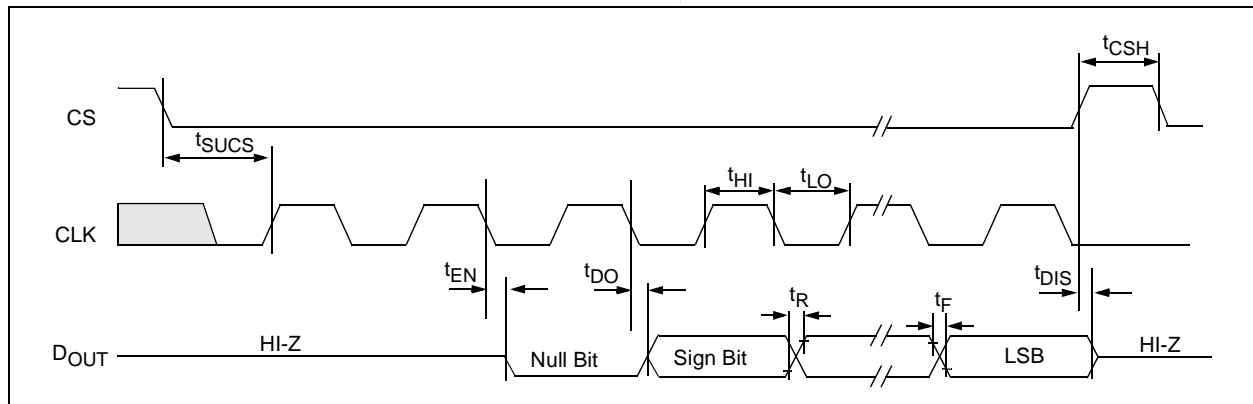 tCSH
CS
tSUCS
tHI
tLO
CLK
tEN
tDO
tR
tF
tDIS
DOUT
HI-Z
Null Bit
Sign Bit
LSB
HI-Z